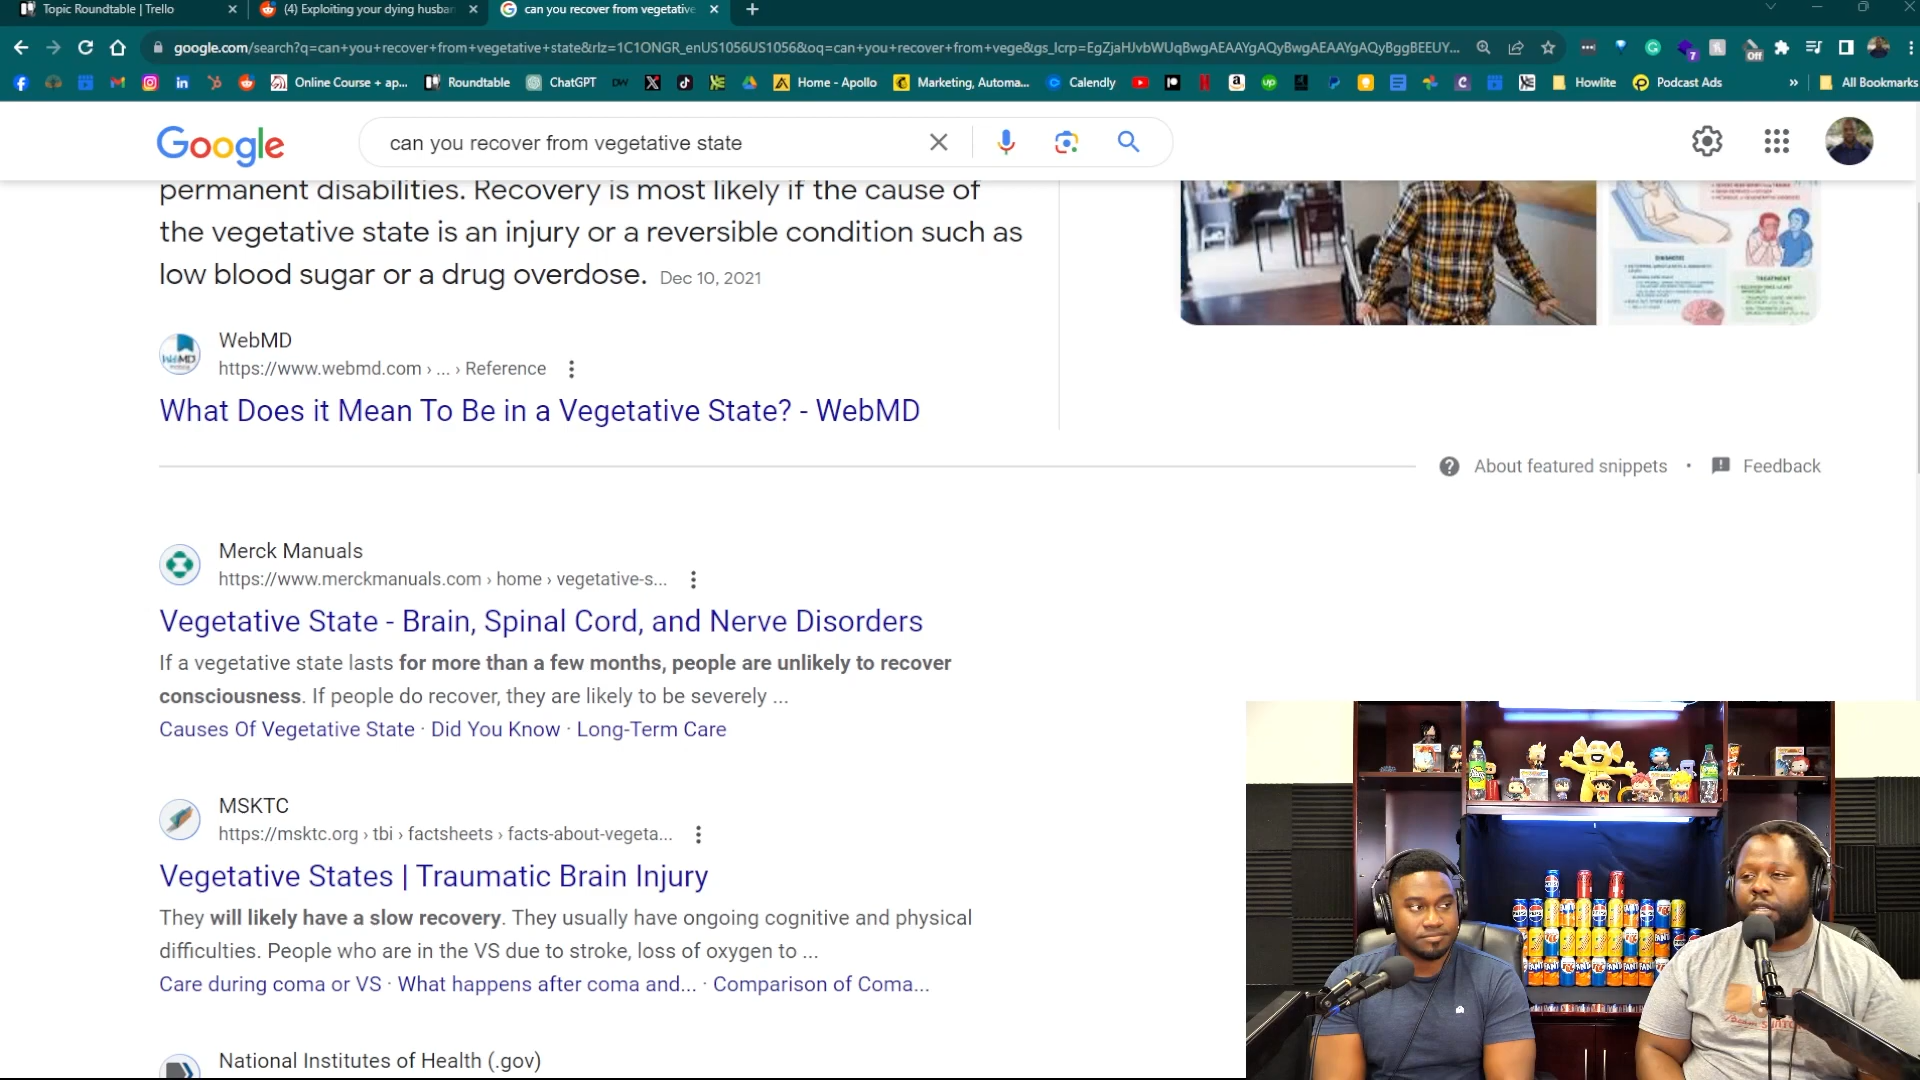 Topic Roundtable | Trello
(4) Exploiting your dying husban
can you recover from vegetative
google.com/search?q=can+you+recover+from+vegetative+state&rlz=1C1ONGR_enUS1056US1056&oq=can+you+recover+from+vege&gs_lcrp=EgZjaHJvbWUqBwgAEAAYgAQyBwgAEAAYgAQyBggBEEUY...
7
Off
Online Course + ap...
Roundtable
ChatGPT
Home - Apollo
Marketing, Automa...
Calendly
Howlite
Podcast Ads
»
All Bookmarks
Google
can you recover from vegetative state
permanent disabilities. Recovery is most likely if the cause of
the vegetative state is an injury or a reversible condition such as
low blood sugar or a drug overdose. Dec 10, 2021
DIAGNOSIS
TREATMENT
WebMD
https://www.webmd.com › ... › Reference
What Does it Mean To Be in a Vegetative State? - WebMD
About featured snippets • Feedback
Merck Manuals
https://www.merckmanuals.com › home › vegetative-s...
Vegetative State - Brain, Spinal Cord, and Nerve Disorders
If a vegetative state lasts for more than a few months, people are unlikely to recover
consciousness. If people do recover, they are likely to be severely ...
Causes Of Vegetative State · Did You Know · Long-Term Care
MSKTC
https://msktc.org › tbi › factsheets › facts-about-vegeta...
Vegetative States | Traumatic Brain Injury
They will likely have a slow recovery. They usually have ongoing cognitive and physical
difficulties. People who are in the VS due to stroke, loss of oxygen to ...
Care during coma or VS · What happens after coma and... · Comparison of Coma...
National Institutes of Health (.gov)